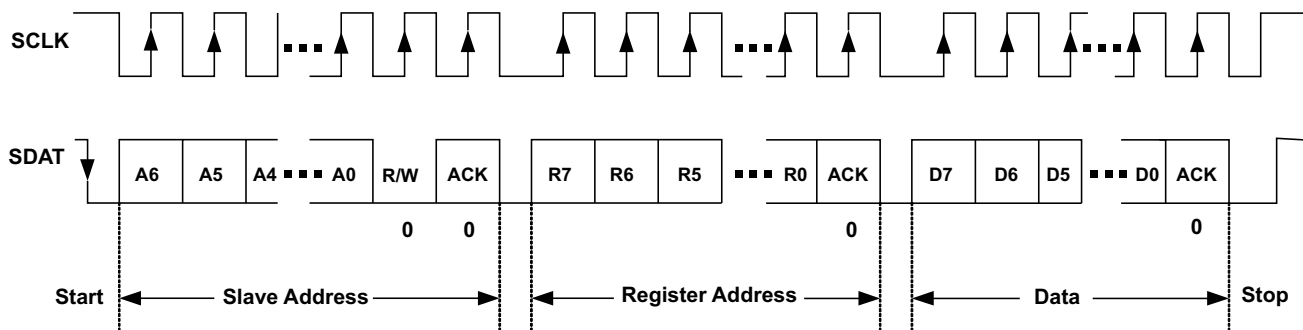 SCLK
SDAT
A6 A5 A4 A0 R/W ACK R7 R6 R5 R0 ACK D7 D6 D5 D0 ACK
0 0 0 0
Start Slave Address Register Address Data Stop